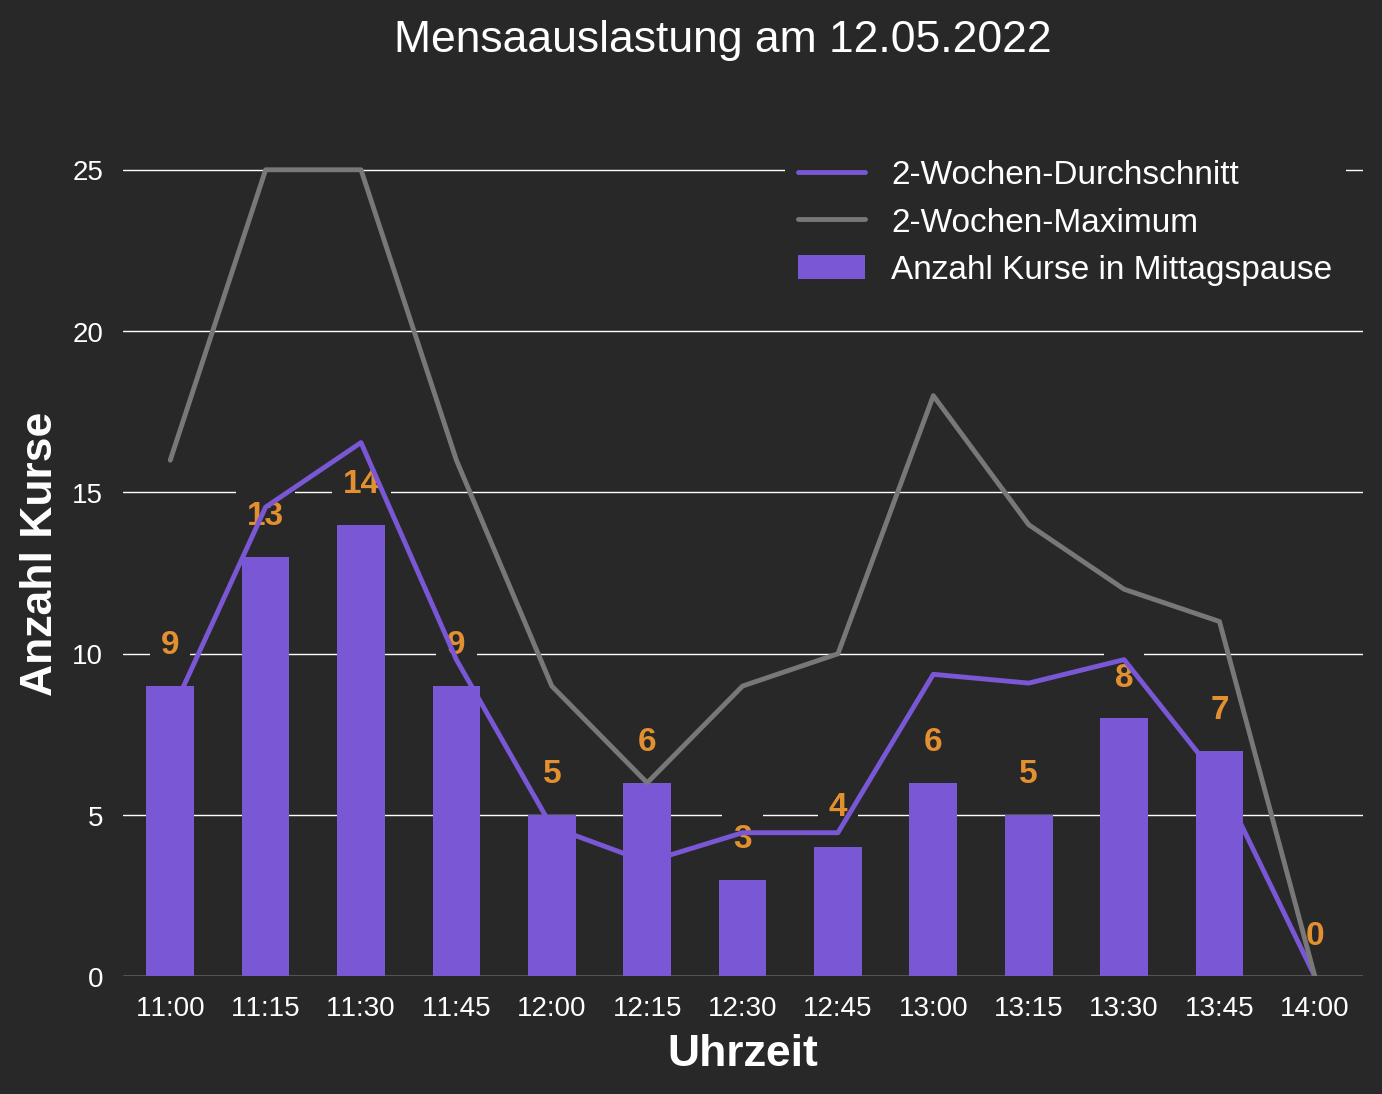 Mensaauslastung am 12.05.2022
2-Wochen-Durchschnitt
2-Wochen-Maximum
Anzahl Kurse in Mittagspause
Anzahl Kurse
25
20
15
10
5
0
9
13
14
9
5
6
3
4
6
5
8
7
0
11:00 11:15 11:30 11:45 12:00 12:15 12:30 12:45 13:00 13:15 13:30 13:45 14:00
Uhrzeit